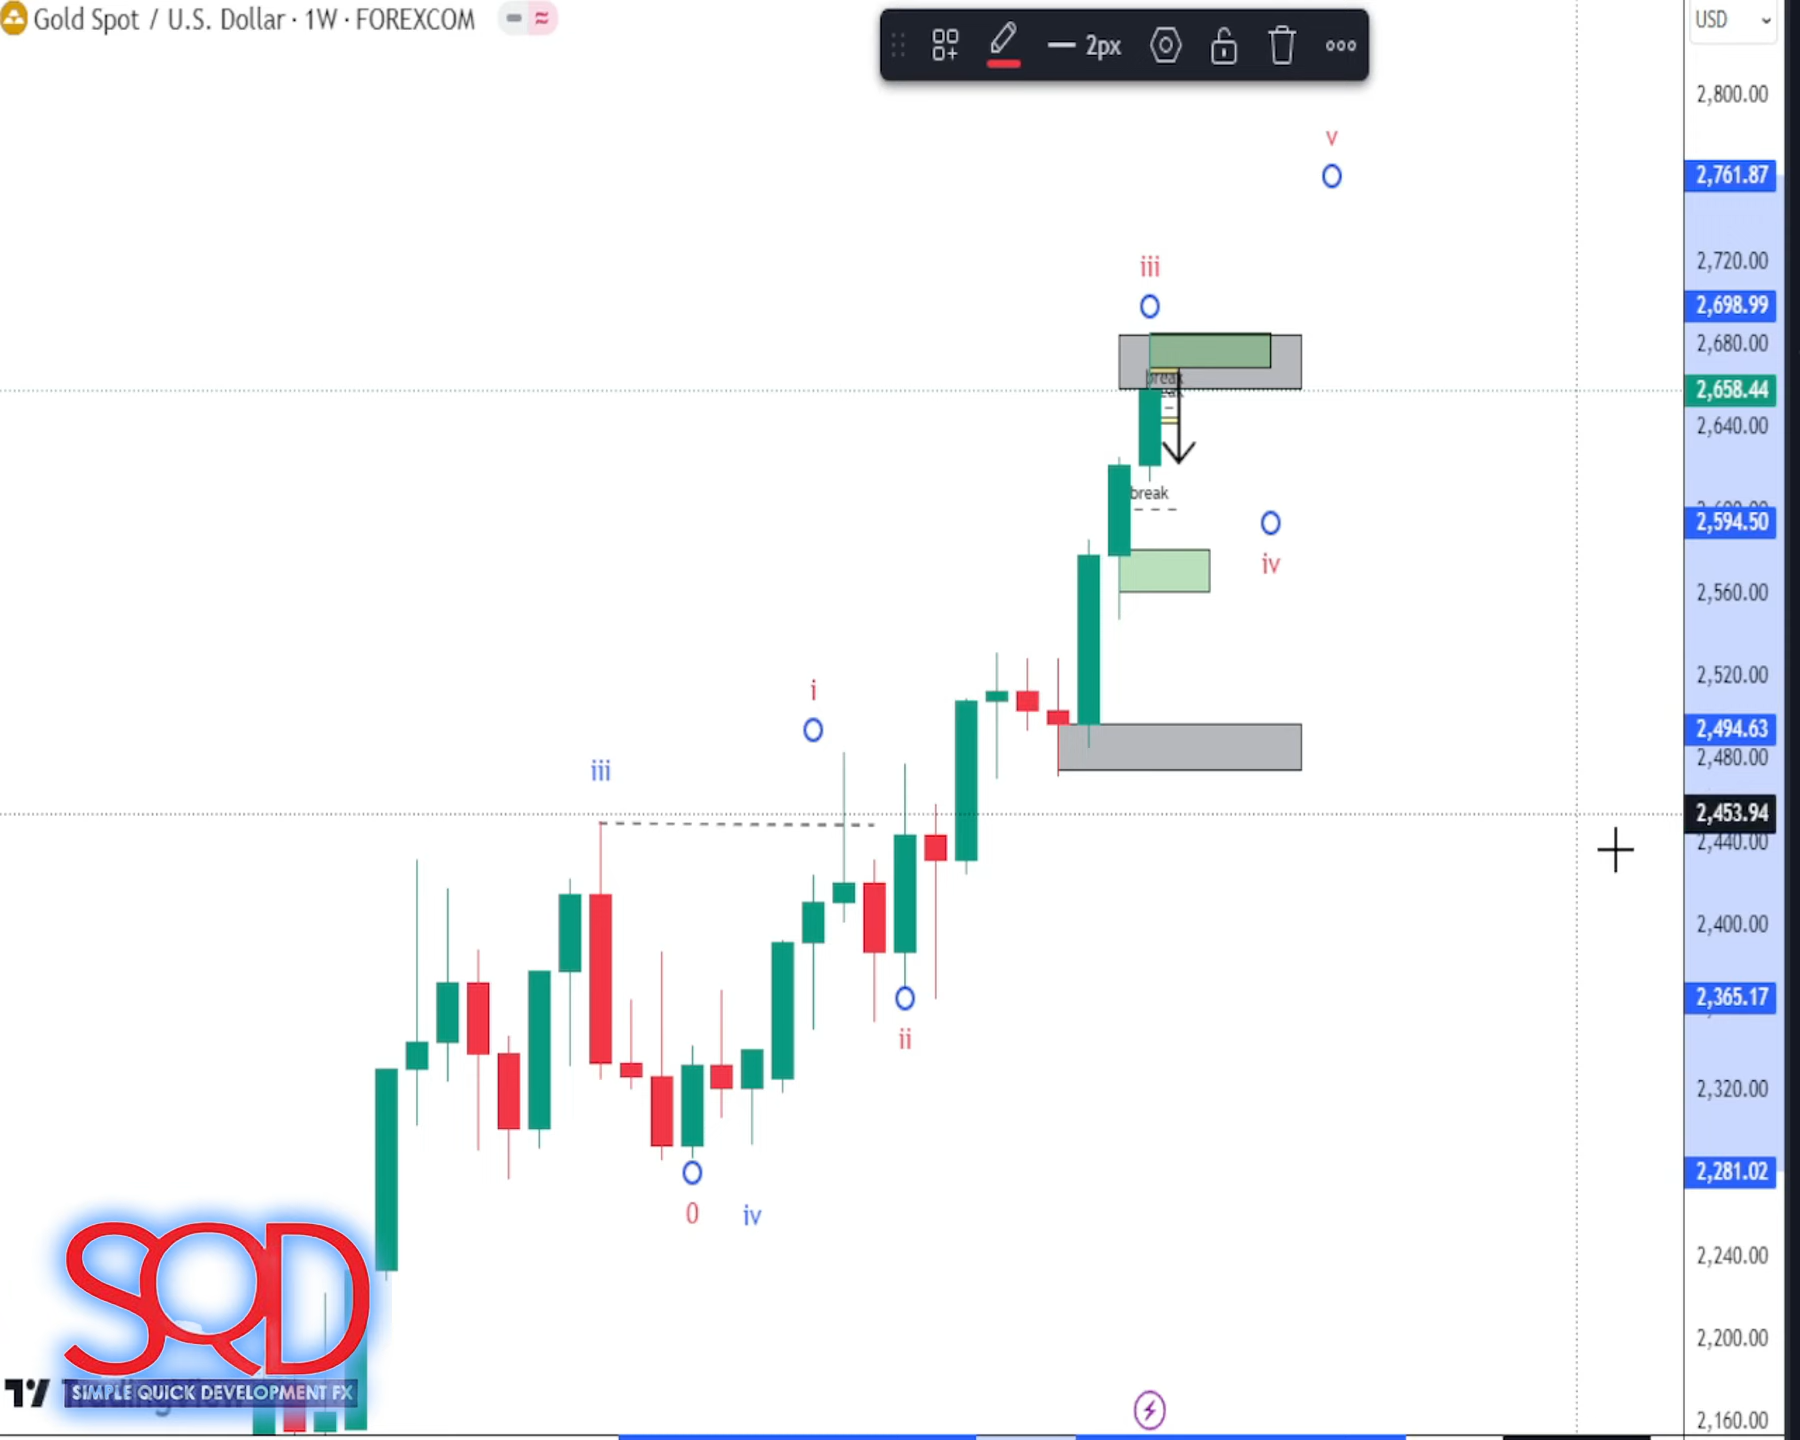 Gold Spot / U.S. Dollar · 1W · FOREXCOM
2px
USD
2,800.00
v
2,761.87
2,720.00
iii
2,698.99
2,680.00
break
2,658.44
2,640.00
break
2,594.50
iv
2,560.00
2,520.00
i
2,494.63
2,480.00
iii
2,453.94
2,440.00
2,400.00
2,365.17
ii
2,320.00
2,281.02
0
iv
2,240.00
SQD
2,200.00
SIMPLE QUICK DEVELOPMENT FX
2,160.00